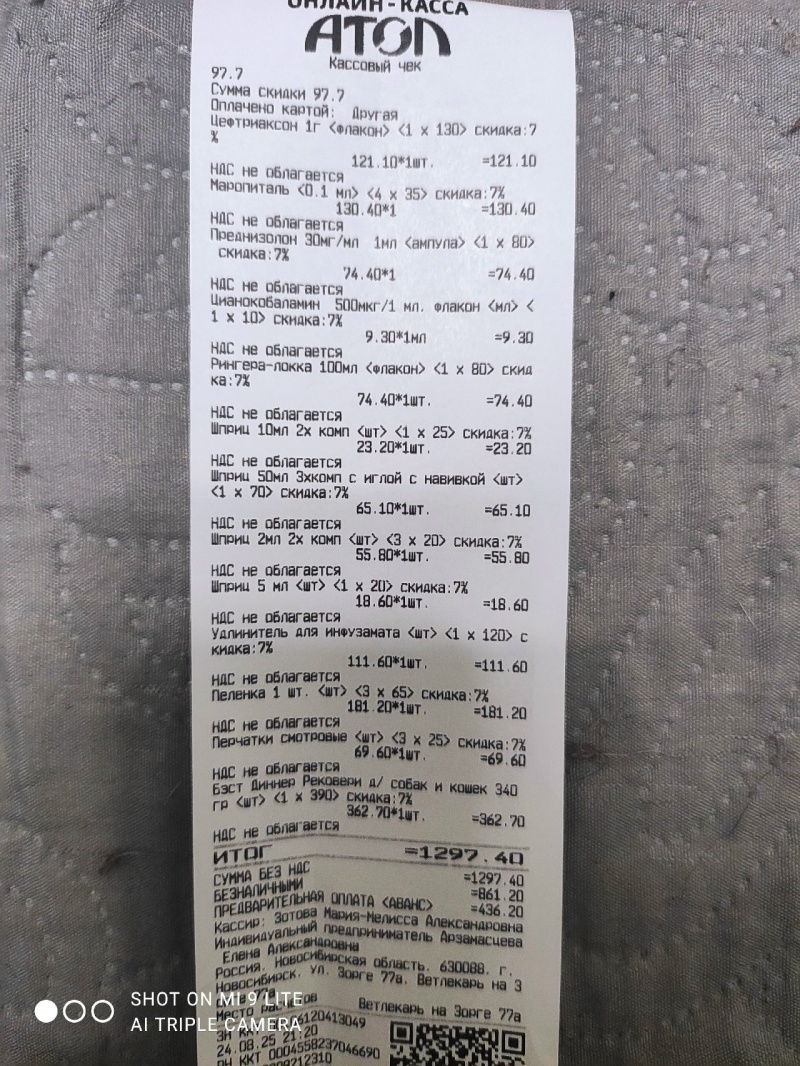 ОНЛАЙН-КАССА
АТОЛ
Кассовый чек
97.7
Сумма скидки 97.7
Оплачено картой: Другая
Цефтриаксон 1г <флакон> <1 x 130> скидка:7
%
121.10*1шт. =121.10
НДС не облагается
Маропиталь <0.1 мл> <4 x 35> скидка:7%
130.40*1 =130.40
НДС не облагается
Преднизолон 30мг/мл 1мл <ампула> <1 x 80>
скидка:7%
74.40*1 =74.40
НДС не облагается
Цианокобаламин 500мкг/1 мл. флакон <мл> <
1 x 10> скидка:7%
9.30*1мл =9.30
НДС не облагается
Рингера-локка 100мл <флакон> <1 x 80> скид
ка:7%
74.40*1шт. =74.40
НДС не облагается
Шприц 10мл 2х комп <шт> <1 x 25> скидка:7%
23.20*1шт. =23.20
НДС не облагается
Шприц 50мл 3хкомп с иглой с навивкой <шт>
<1 x 70> скидка:7%
65.10*1шт. =65.10
НДС не облагается
Шприц 2мл 2х комп <шт> <3 x 20> скидка:7%
55.80*1шт. =55.80
НДС не облагается
Шприц 5 мл <шт> <1 x 20> скидка:7%
18.60*1шт. =18.60
НДС не облагается
Удлинитель для инфузамата <шт> <1 x 120> с
кидка:7%
111.60*1шт. =111.60
НДС не облагается
Пеленка 1 шт. <шт> <3 x 65> скидка:7%
181.20*1шт. =181.20
НДС не облагается
Перчатки смотровые <шт> <3 x 25> скидка:7%
69.60*1шт. =69.60
НДС не облагается
Бэст Диннер Рековери д/ собак и кошек 340
гр <шт> <1 x 390> скидка:7%
362.70*1шт. =362.70
НДС не облагается
ИТОГ =1297.40
СУММА БЕЗ НДС =1297.40
БЕЗНАЛИЧНЫМИ =861.20
ПРЕДВАРИТЕЛЬНАЯ ОПЛАТА <АВАНС> =436.20
Кассир: Зотова Мария-Мелисса Александровна
Индивидуальный предприниматель Арзамасцева
Елена Александровна
Россия, Новосибирская область, 630088, г.
Новосибирск, ул. Зорге 77а. Ветлекарь на З
Место Ветлекарь на Зорге 77а
ЗН ККТ
24.08.25 21:20
РН ККТ 0004558237046690
SHOT ON MI 9 LITE
AI TRIPLE CAMERA